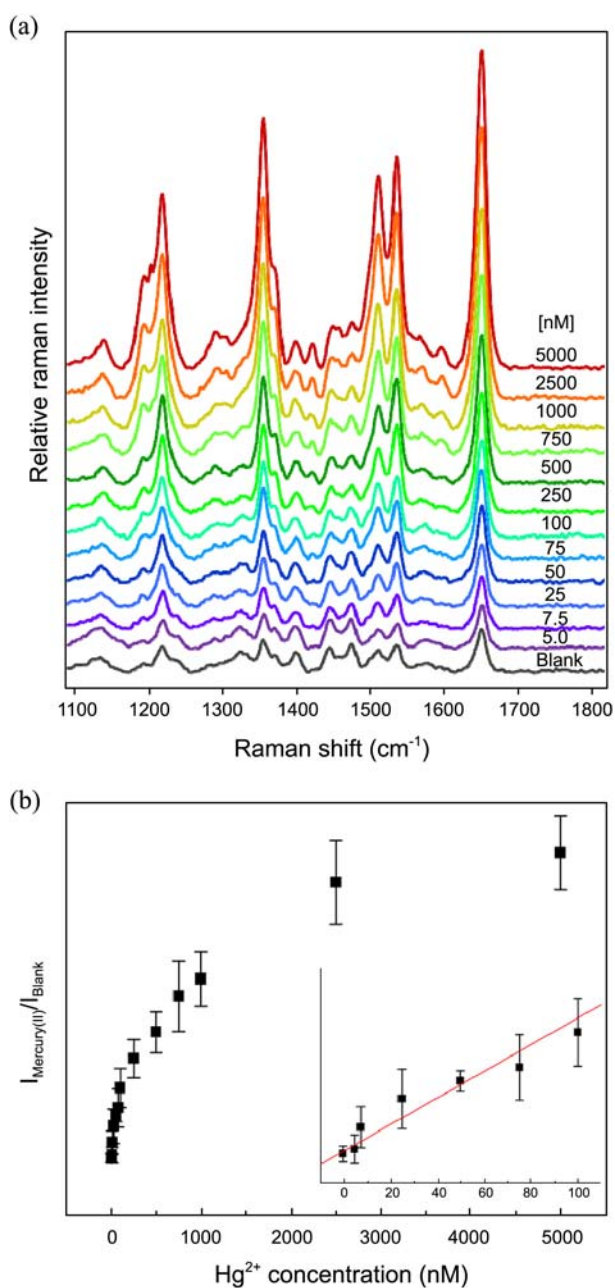 (a)
Relative raman intensity
[nM]
5000
2500
1000
750
500
250
100
75
50
25
7.5
5.0
Blank
1100 1200 1300 1400 1500 1600 1700 1800
Raman shift (cm⁻¹)
(b)
I_Mercury(II)/I_Blank
0 20 40 60 80 100
0 1000 2000 3000 4000 5000
Hg²⁺ concentration (nM)